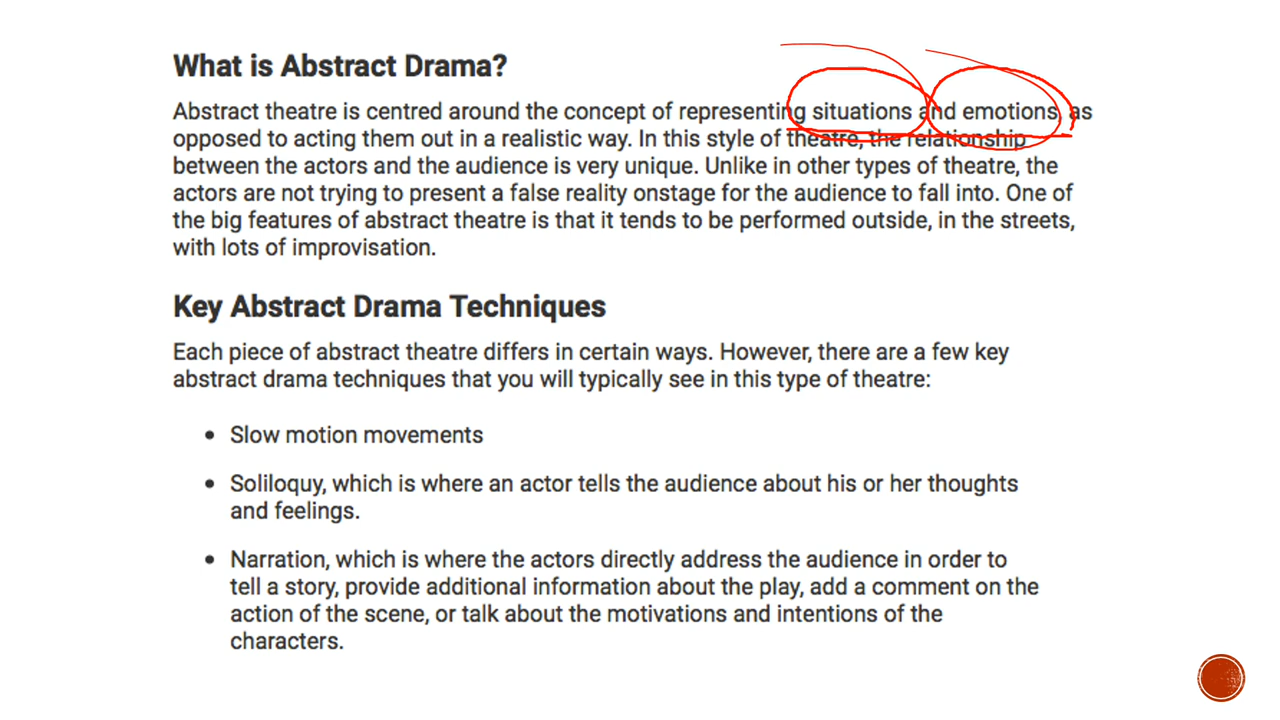 What is Abstract Drama?
Abstract theatre is centred around the concept of representing situations and emotions, as
opposed to acting them out in a realistic way. In this style of theatre, the relationship
between the actors and the audience is very unique. Unlike in other types of theatre, the
actors are not trying to present a false reality onstage for the audience to fall into. One of
the big features of abstract theatre is that it tends to be performed outside, in the streets,
with lots of improvisation.
Key Abstract Drama Techniques
Each piece of abstract theatre differs in certain ways. However, there are a few key
abstract drama techniques that you will typically see in this type of theatre:
• Slow motion movements
• Soliloquy, which is where an actor tells the audience about his or her thoughts
and feelings.
• Narration, which is where the actors directly address the audience in order to
tell a story, provide additional information about the play, add a comment on the
action of the scene, or talk about the motivations and intentions of the
characters.